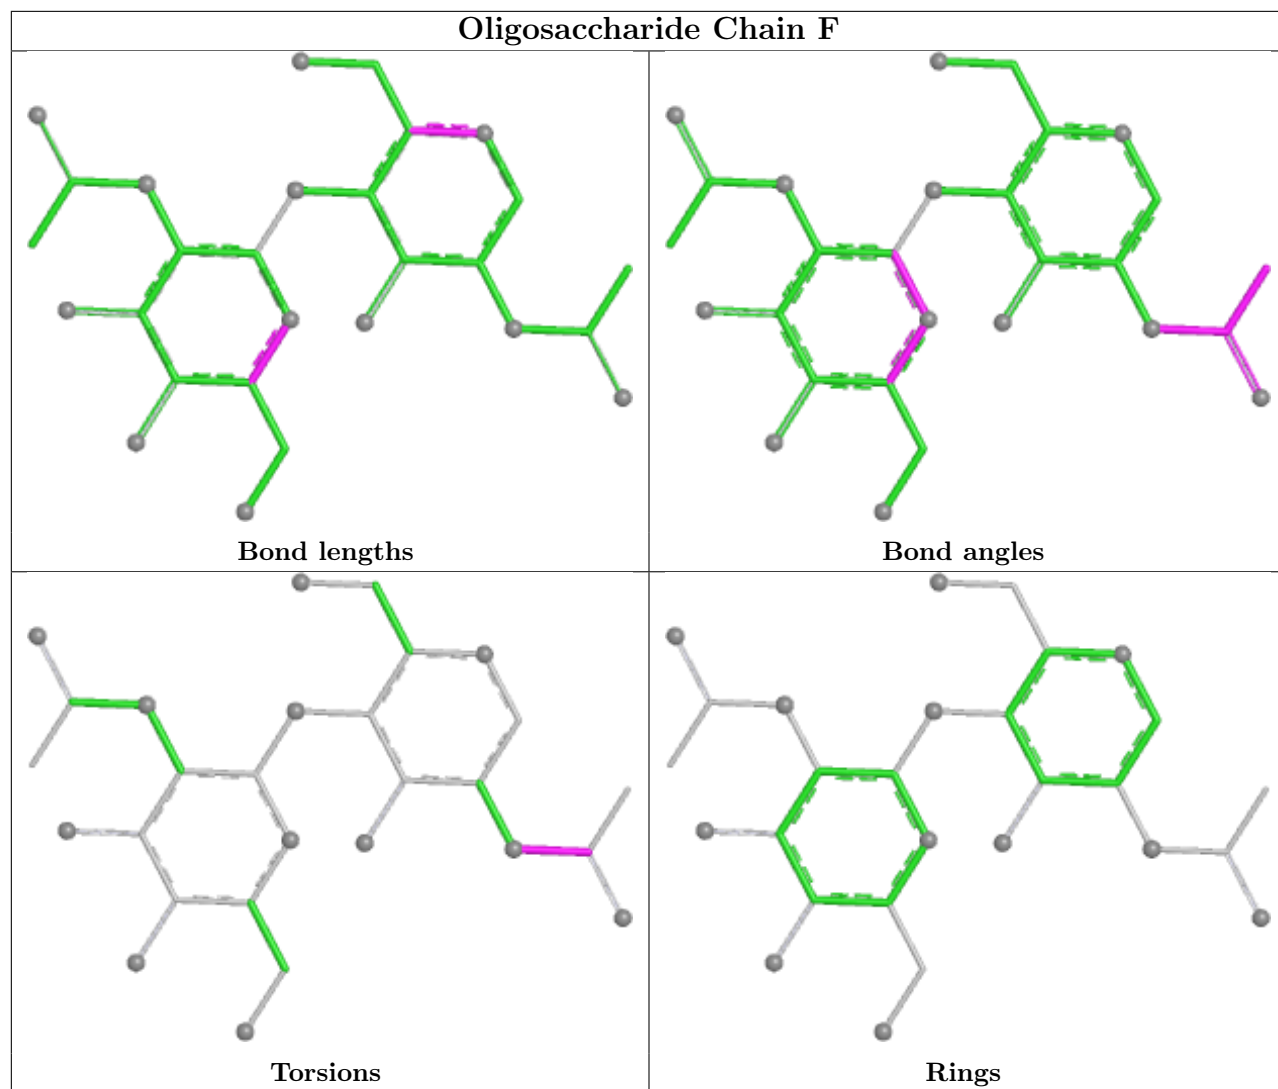 Oligosaccharide Chain F
Bond lengths
Bond angles
Torsions
Rings